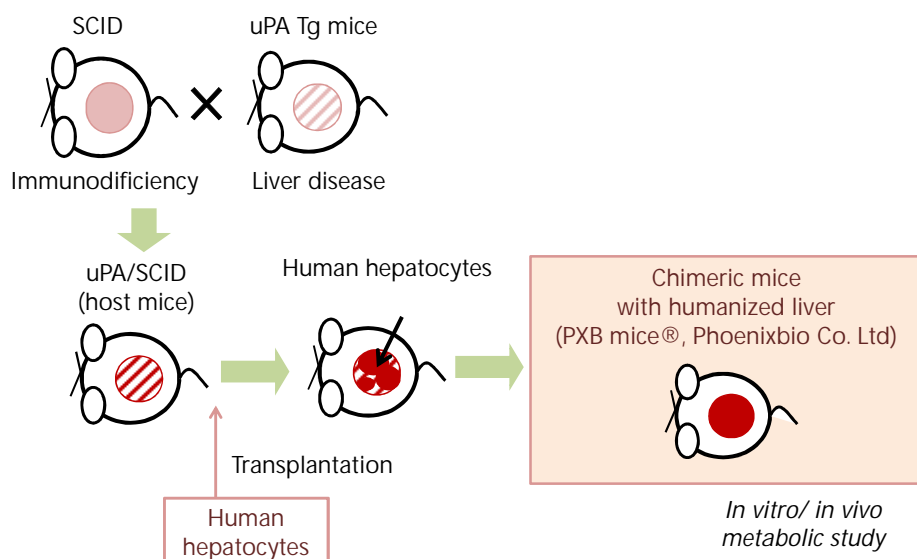 SCID
uPA Tg mice
Immunodificiency
Liver disease
uPA/SCID
(host mice)
Human hepatocytes
Chimeric mice
with humanized liver
(PXB mice®, Phoenixbio Co. Ltd)
Transplantation
Human
hepatocytes
In vitro/ in vivo
metabolic study